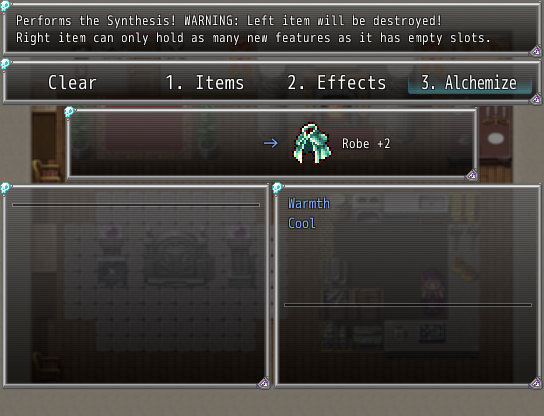 Performs the Synthesis! WARNING: Left item will be destroyed!
Right item can only hold as many new features as it has empty slots.
Clear 1. Items 2. Effects 3. Alchemize
→ Robe +2
Warmth
Cool